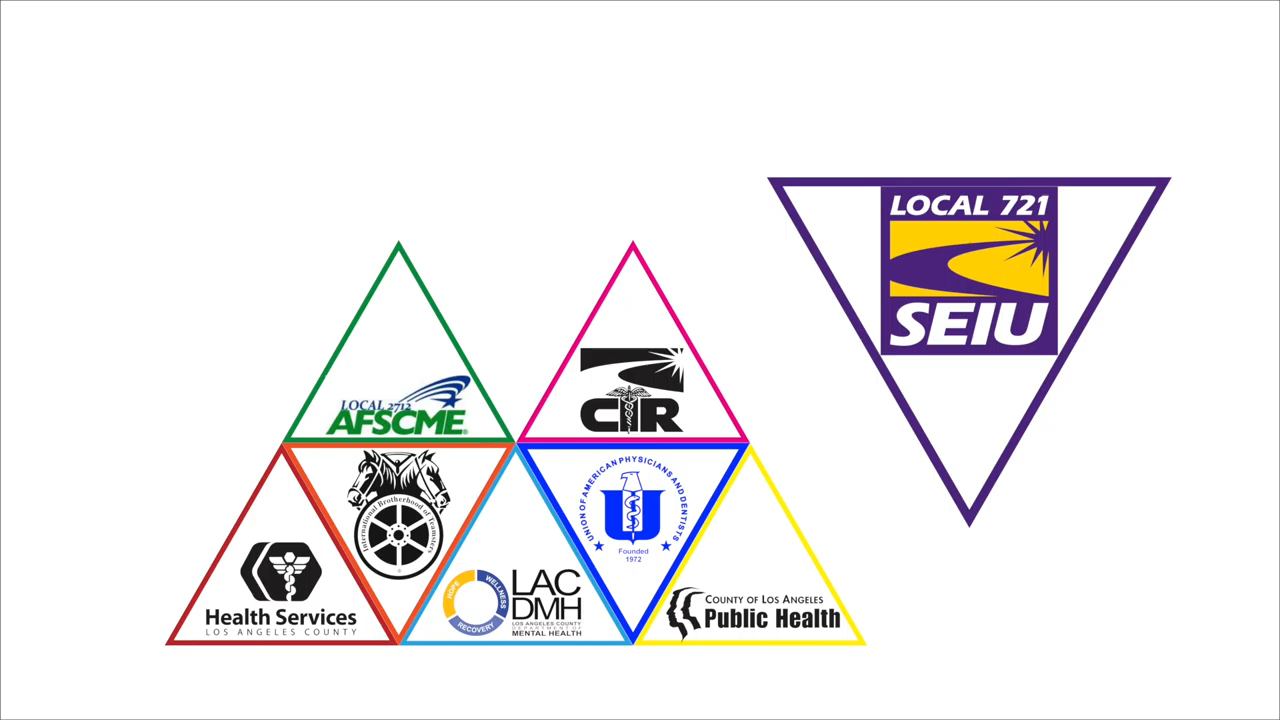 LOCAL 721
SEIU
LOCAL 2712
AFSCME
CIR
International Brotherhood of Teamsters
UNION OF AMERICAN PHYSICIANS AND DENTISTS
U
Founded
1972
Health Services
LOS ANGELES COUNTY
HOPE
WELLNESS
RECOVERY
LAC
DMH
LOS ANGELES COUNTY
DEPARTMENT OF
MENTAL HEALTH
COUNTY OF LOS ANGELES
Public Health